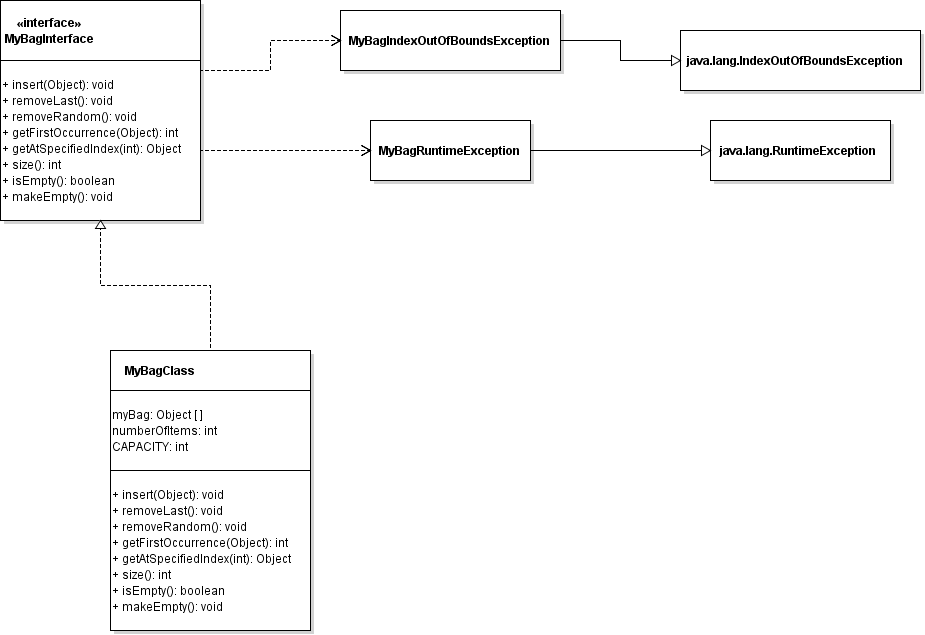 «interface»
MyBagInterface
+ insert(Object): void
+ removeLast(): void
+ removeRandom(): void
+ getFirstOccurrence(Object): int
+ getAtSpecifiedIndex(int): Object
+ size(): int
+ isEmpty(): boolean
+ makeEmpty(): void
MyBagIndexOutOfBoundsException
java.lang.IndexOutOfBoundsException
MyBagRuntimeException
java.lang.RuntimeException
MyBagClass
myBag: Object [ ]
numberOfItems: int
CAPACITY: int
+ insert(Object): void
+ removeLast(): void
+ removeRandom(): void
+ getFirstOccurrence(Object): int
+ getAtSpecifiedIndex(int): Object
+ size(): int
+ isEmpty(): boolean
+ makeEmpty(): void